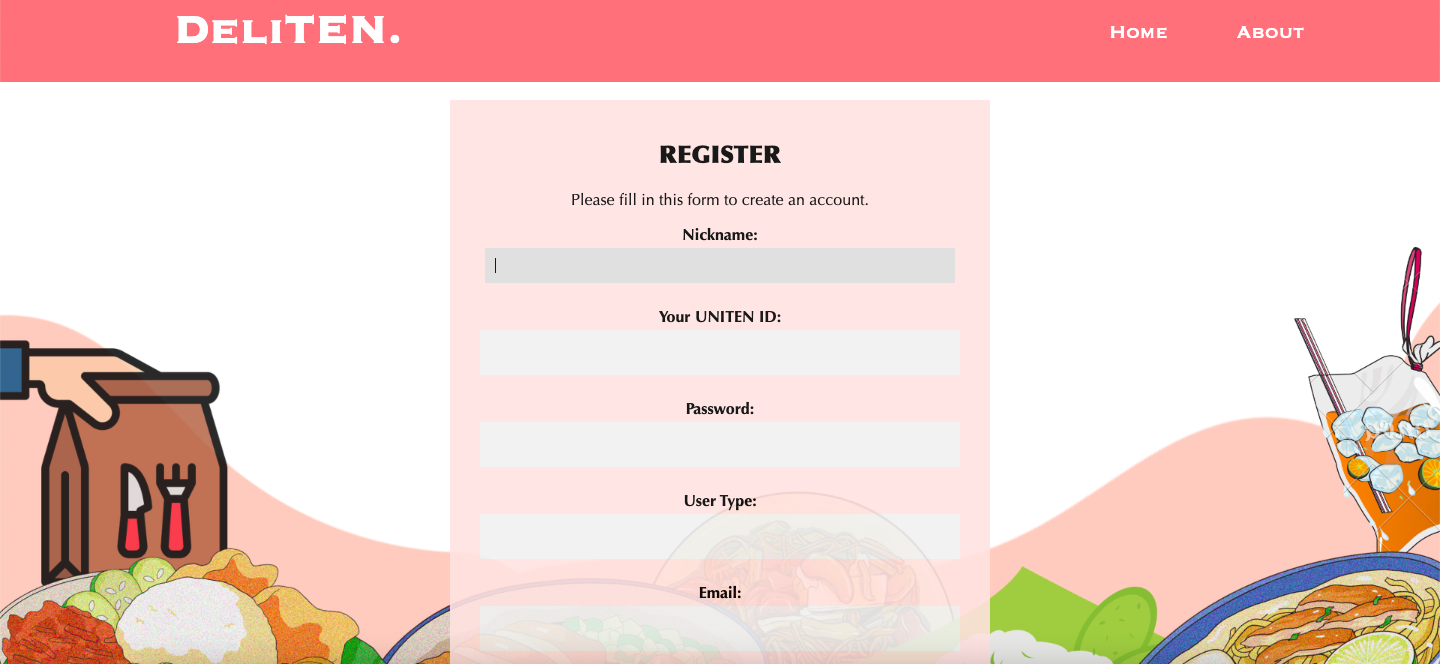 DELITEN.
HOME ABOUT
REGISTER
Please fill in this form to create an account.
Nickname:
Your UNITEN ID:
Password:
User Type:
Email: